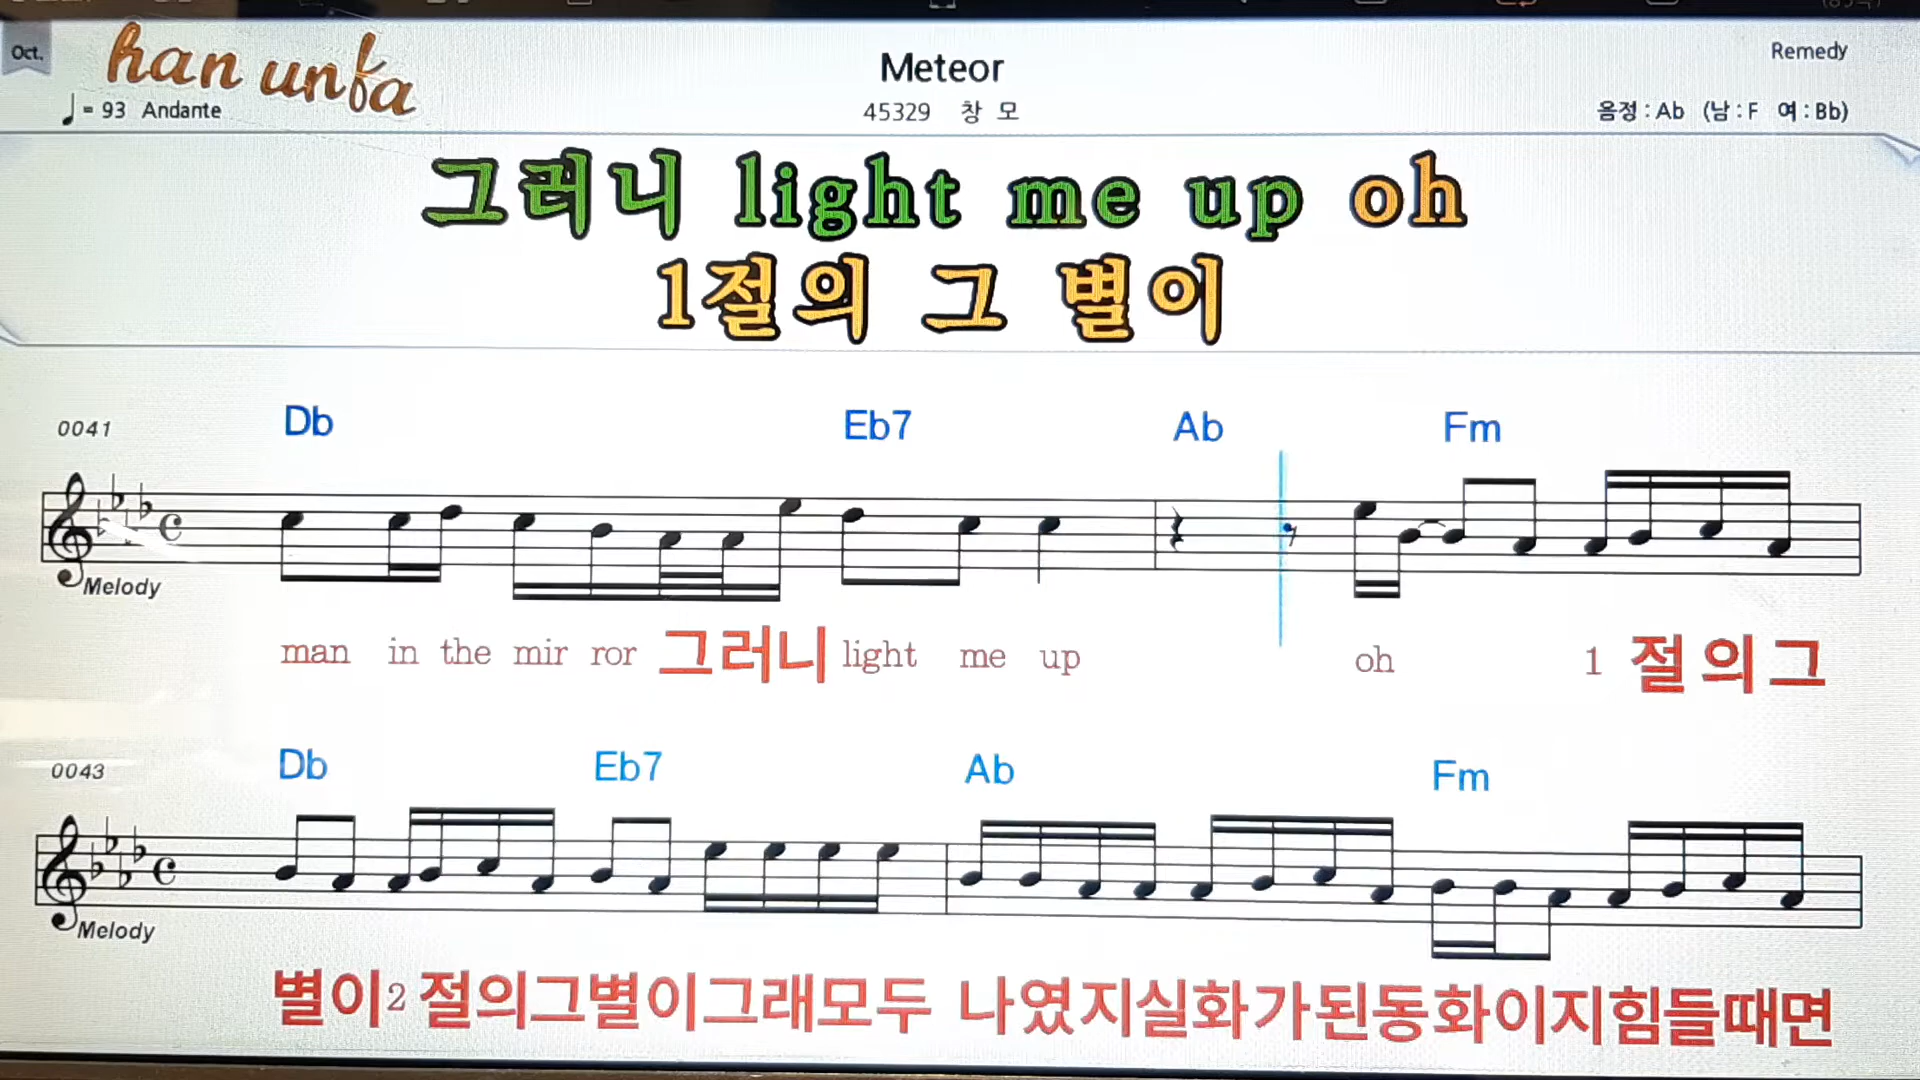 Oct.
han unfa
Meteor
Remedy
= 93 Andante
45329 창 모
음정 : Ab (남 : F 여 : Bb)
그러니 light me up oh
1절의 그 별이
0041
Db Eb7 Ab Fm
Melody
man in the mir ror 그러니 light me up oh 1 절의그
0043
Db Eb7 Ab Fm
Melody
별이2 절의그별이그래모두 나였지실화가된동화이지힘들때면